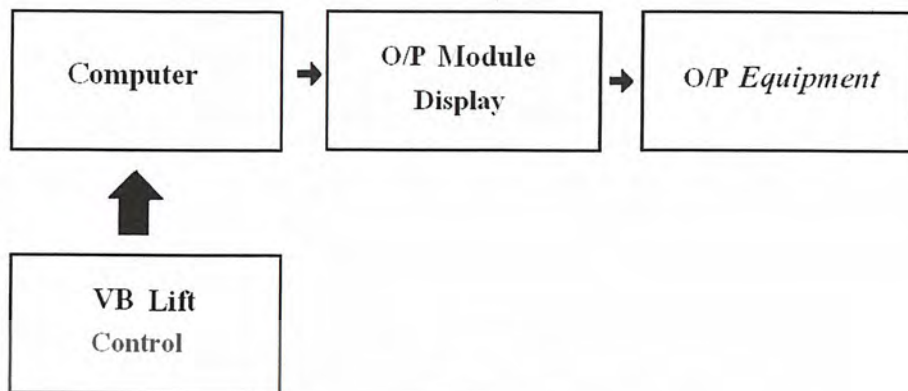 Computer
O/P Module
Display
O/P Equipment
VB Lift
Control